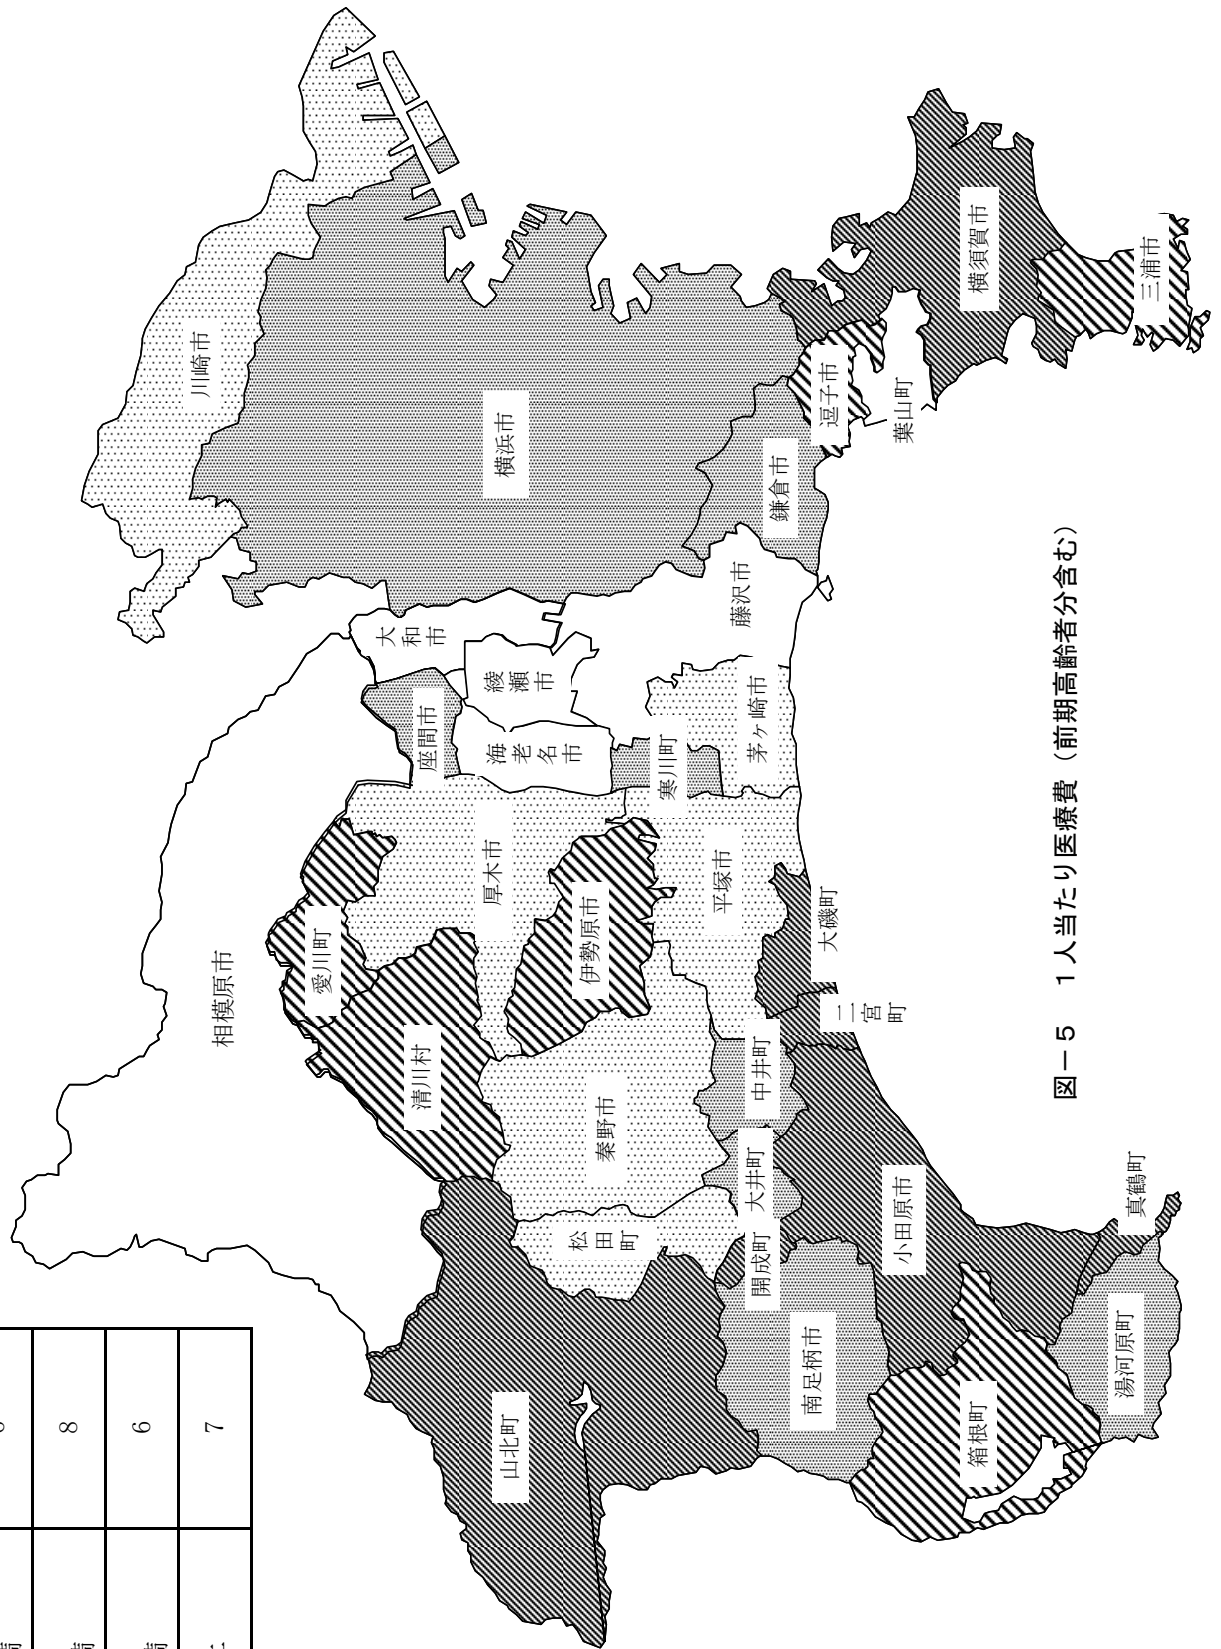 川崎市
横浜市
相模原市
大和市
座間市
綾瀬市
海老名市
藤沢市
鎌倉市
逗子市
葉山町
横須賀市
三浦市
茅ヶ崎市
寒川町
愛川町
厚木市
清川村
伊勢原市
平塚市
大磯町
二宮町
秦野市
中井町
大井町
松田町
開成町
小田原市
山北町
南足柄市
箱根町
真鶴町
湯河原町
図－５　１人当たり医療費（前期高齢者分含む）
8
6
7